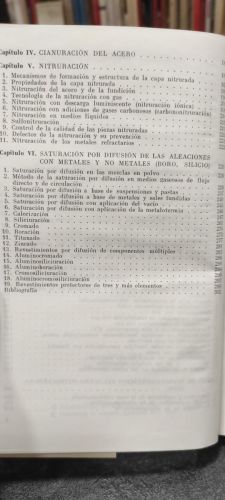 Capítulo IV. CIANURACIÓN DEL ACERO
Capítulo V. NITRURACIÓN
1. Mecanismos de formación y estructura de la capa nitrurada
2. Propiedades de la capa nitrurada
3. Nitruración del acero y de la fundición
4. Tecnología de la nitruración con gas
5. Nitruración con descarga luminiscente (nitruración iónica)
6. Nitruración con adiciones de gases carbonosos (carbonitruración)
7. Nitruración en medios líquidos
8. Sulfonitruración
9. Control de la calidad de las piezas nitruradas
10. Defectos de la nitruración y su prevención
11. Nitruración de los metales refractarios
Capítulo VI. SATURACIÓN POR DIFUSIÓN DE LAS ALEACIONES
CON METALES Y NO METALES (BORO, SILICIO)
1. Saturación por difusión en las mezclas en polvo
2. Método de la saturación por difusión en medios gaseosos de flujo
directo y de circulación
3. Saturación por difusión a base de suspensiones y pastas
4. Saturación por difusión a base de metales y sales fundidas
5. Saturación por difusión con aplicación del vacío
6. Saturación por difusión con aplicación de la metalotermia
7. Calorización
8. Siliciuración
9. Cromado
10. Boración
11. Titanado
12. Zincado
13. Revestimientos por difusión de componentes múltiples
14. Aluminocromado
15. Aluminosiliciuración
16. Aluminoboración
17. Cromosiliciuración
18. Aluminocromosiliciuración
19. Revestimientos protectores de tres y más elementos
Bibliografía